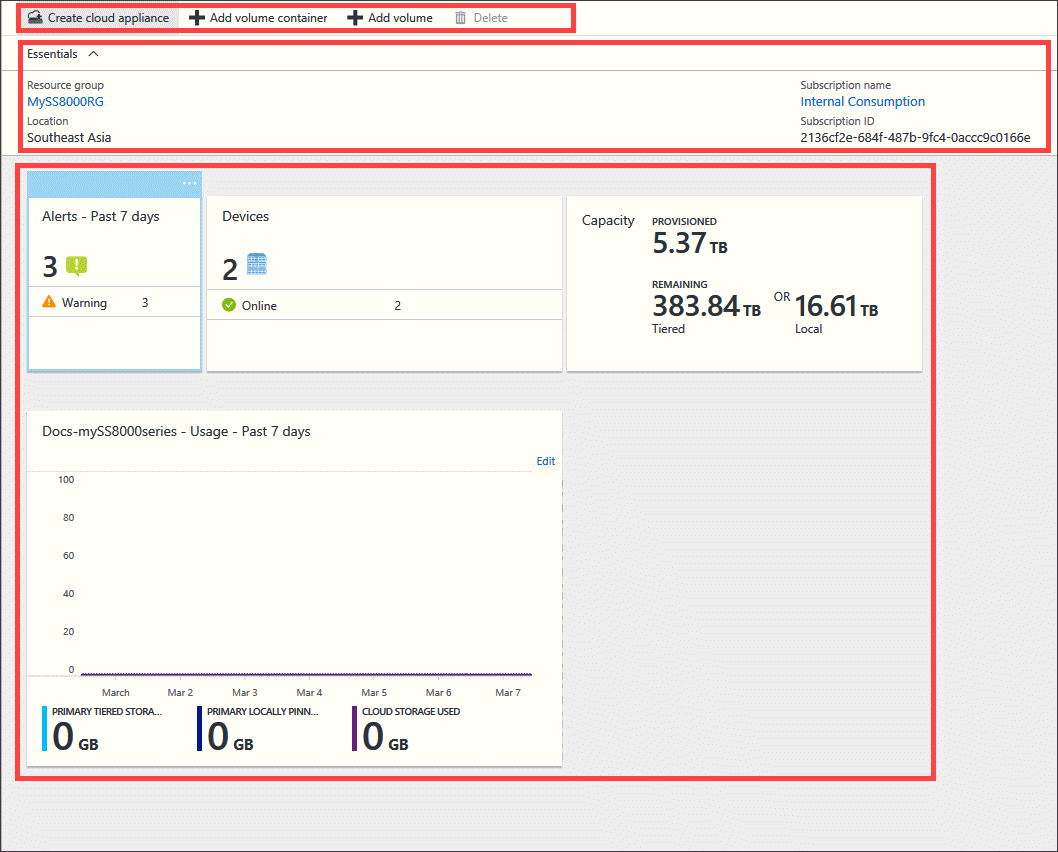 Create cloud appliance Add volume container Add volume Delete
Essentials
Resource group
MySS8000RG
Location
Southeast Asia
Subscription name
Internal Consumption
Subscription ID
2136cf2e-684f-487b-9fc4-0accc9c0166e
...
Alerts - Past 7 days
3
Warning 3
Devices
2
Online 2
Capacity
PROVISIONED
5.37 TB
REMAINING
383.84 TB OR 16.61 TB
Tiered Local
Docs-mySS8000series - Usage - Past 7 days
Edit
100
80
60
40
20
0
March Mar 2 Mar 3 Mar 4 Mar 5 Mar 6 Mar 7
PRIMARY TIERED STORA... PRIMARY LOCALLY PINN... CLOUD STORAGE USED
0 GB 0 GB 0 GB